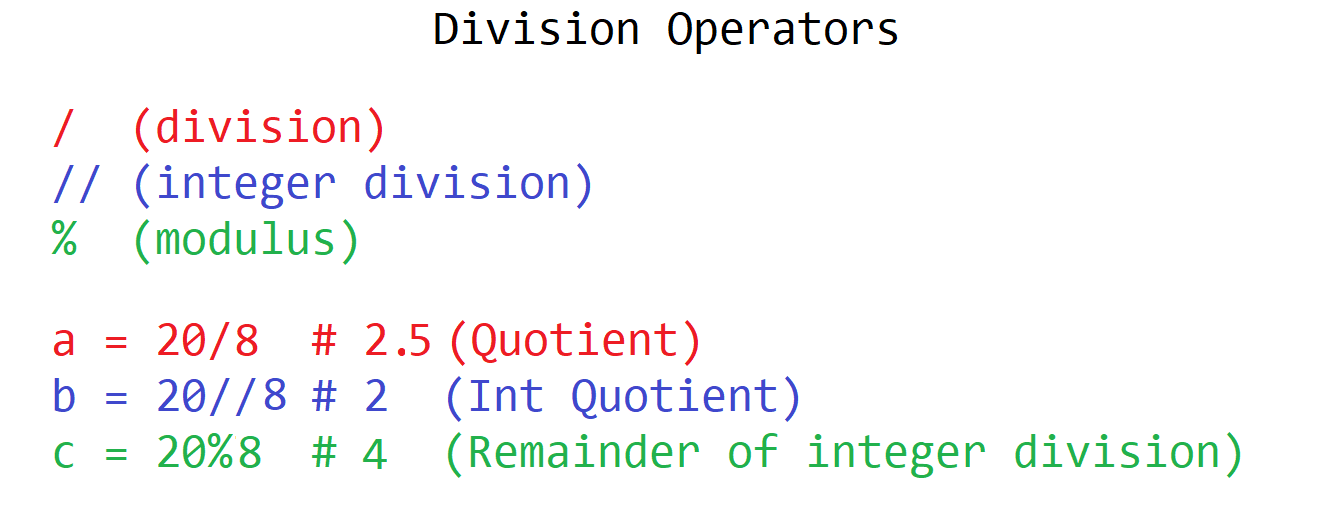 Division Operators
/  (division)
// (integer division)
%  (modulus)
a = 20/8  # 2.5 (Quotient)
b = 20//8 # 2  (Int Quotient)
c = 20%8  # 4  (Remainder of integer division)